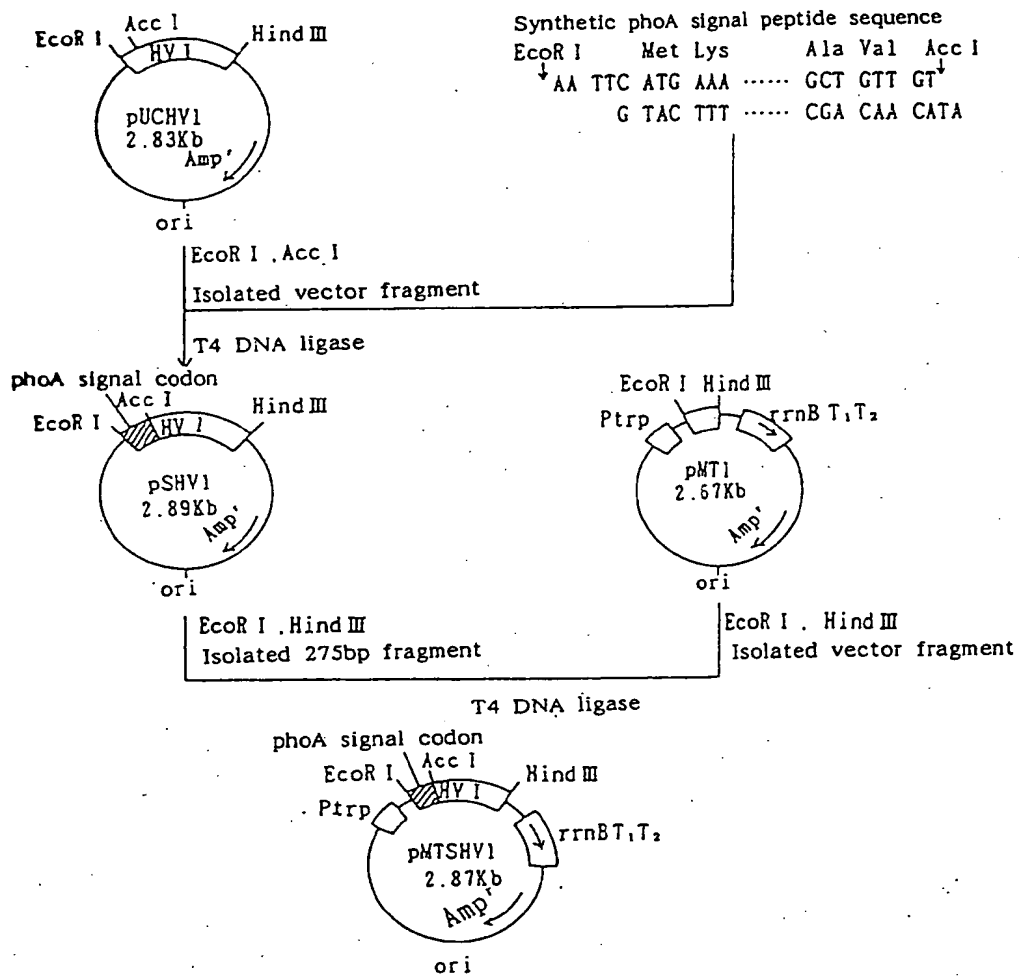 Synthetic phoA signal peptide sequence
Acc I
EcoR I
Hind III
HV I
pUCHV1
2.83Kb
Amp'
ori
EcoR I Met Lys Ala Val Acc I
AA TTC ATG AAA ...... GCT GTT GT
G TAC TTT ...... CGA CAA CATA
EcoR I . Acc I
Isolated vector fragment
T4 DNA ligase
phoA signal codon
Acc I
EcoR I
Hind III
HV I
pSHV1
2.89Kb
Amp'
ori
EcoR I Hind III
Ptrp
rrnB T₁T₂
pMT1
2.67Kb
Amp'
ori
EcoR I . Hind III
Isolated 275bp fragment
EcoR I . Hind III
Isolated vector fragment
T4 DNA ligase
phoA signal codon
Acc I
EcoR I
Hind III
HV I
Ptrp
rrnBT₁T₂
pMTSHV1
2.87Kb
Ampʳ
ori